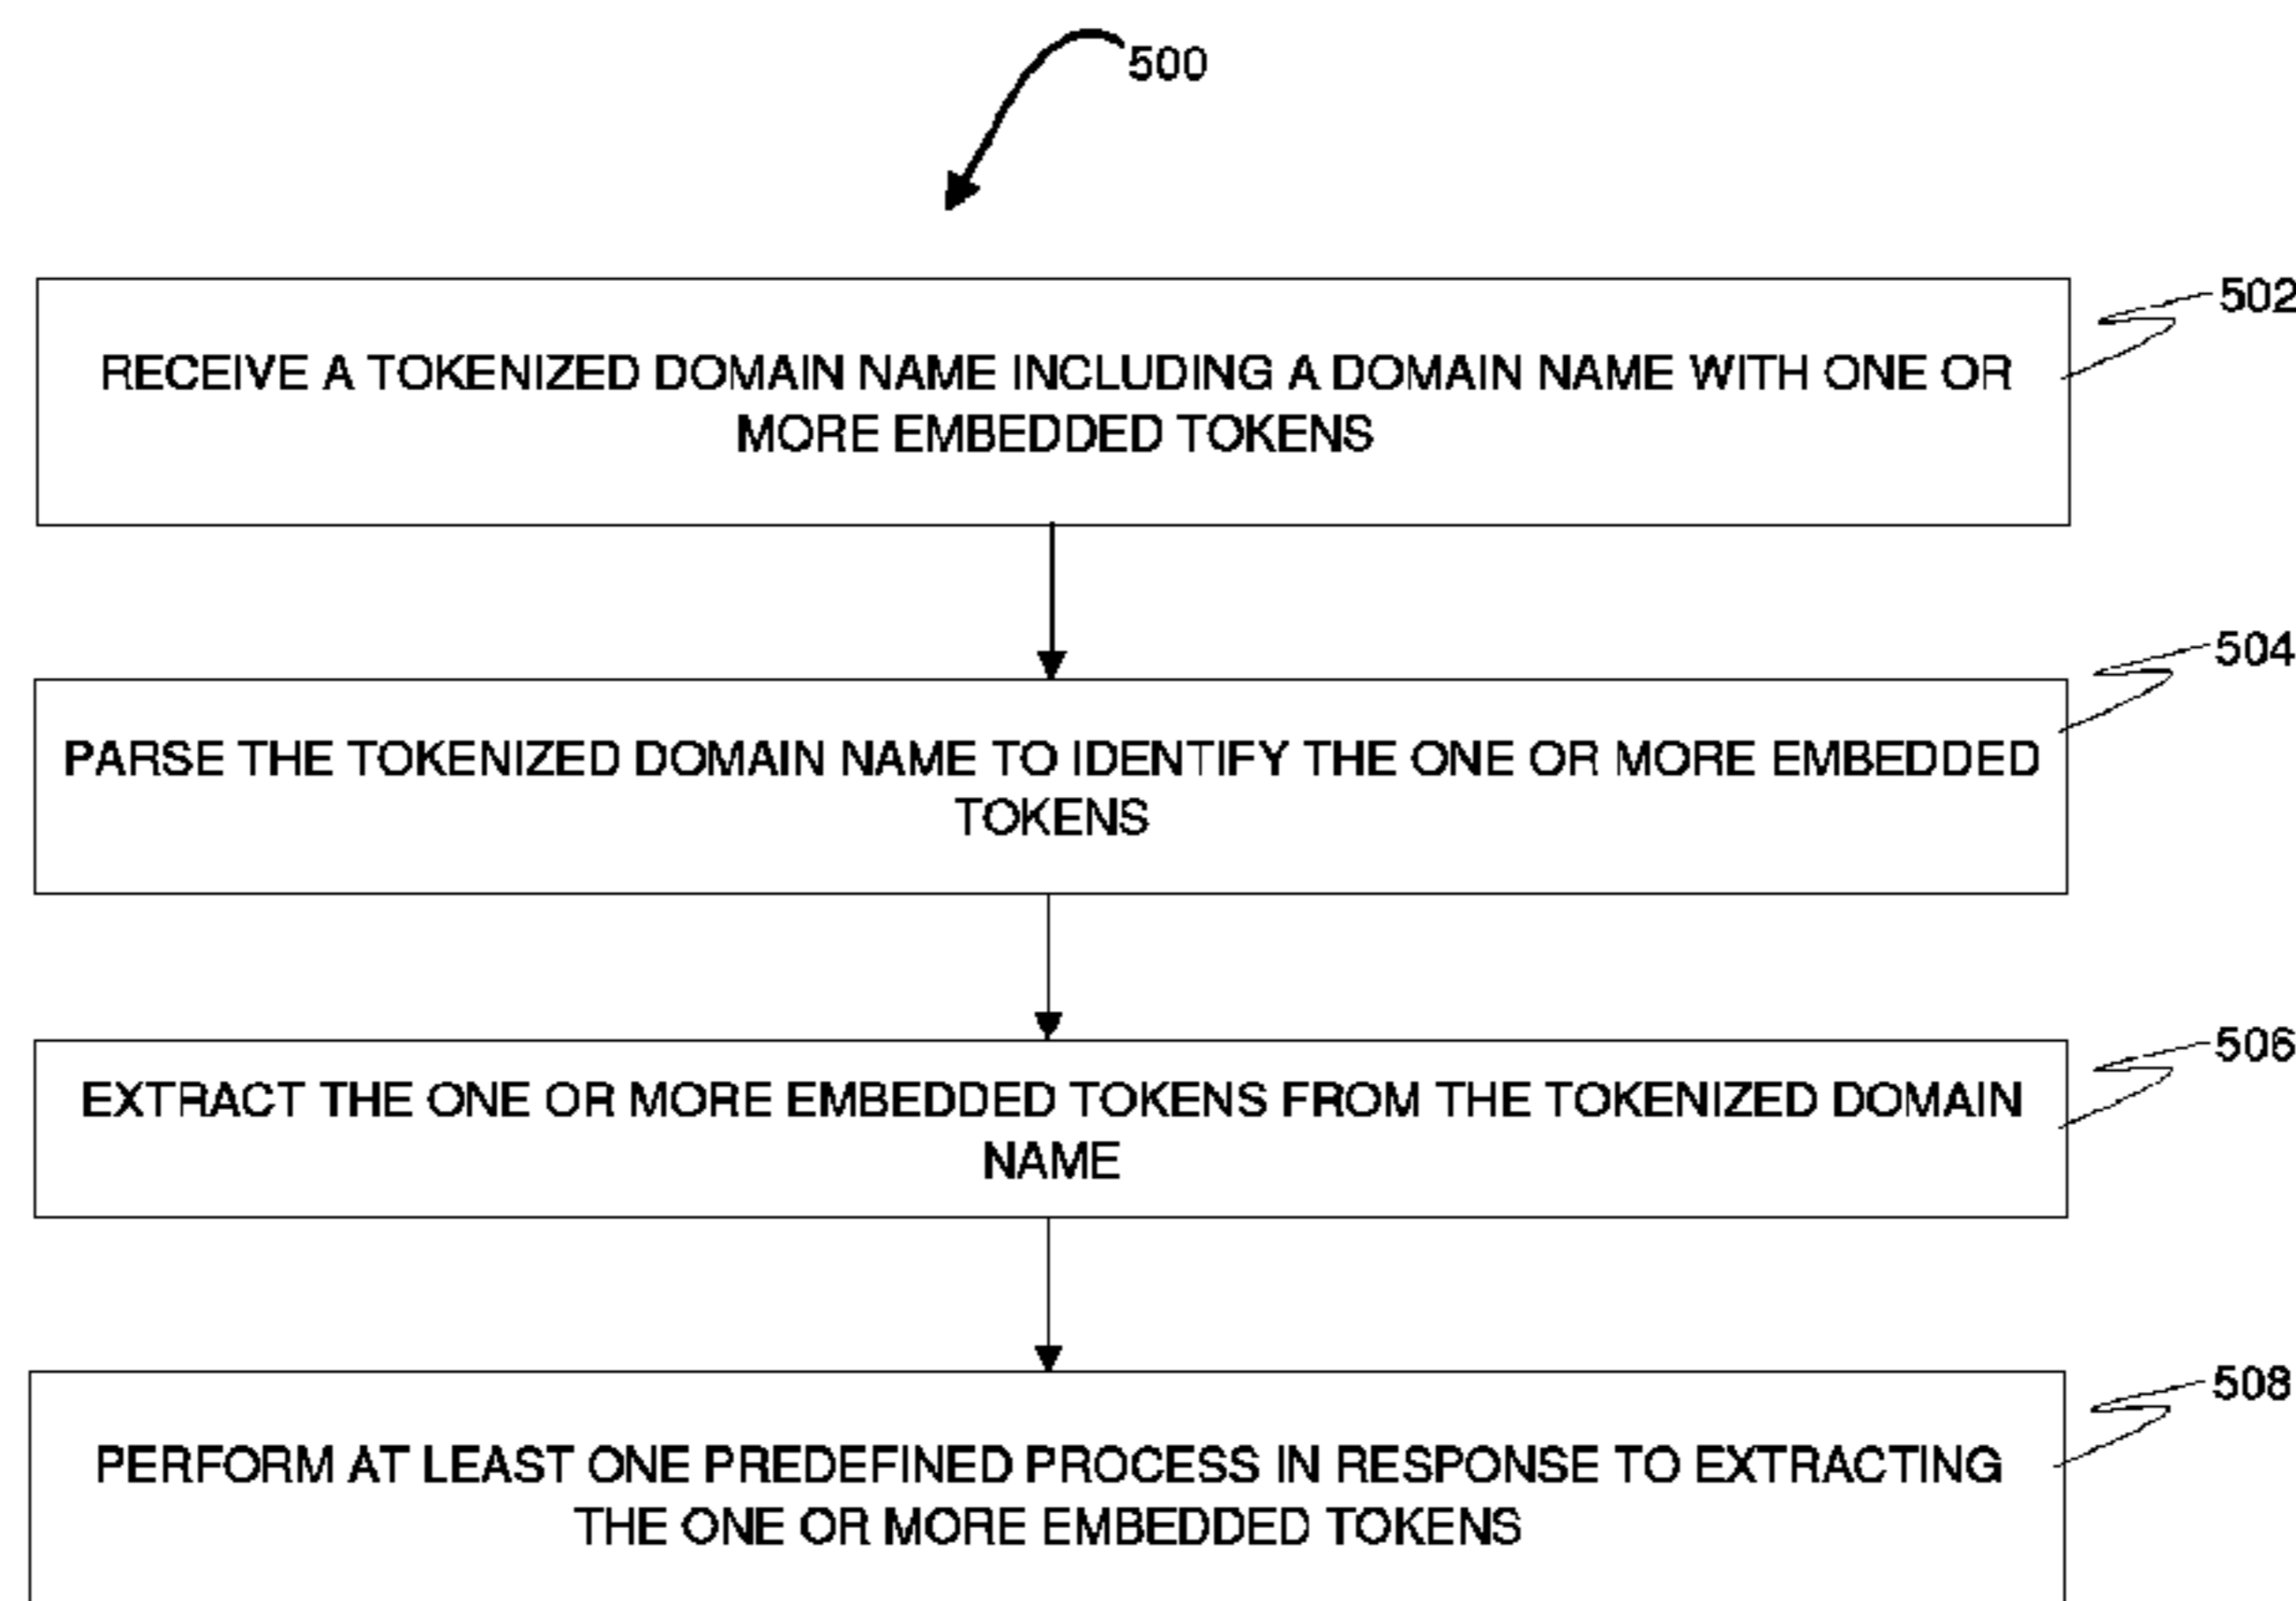 500
502
RECEIVE A TOKENIZED DOMAIN NAME INCLUDING A DOMAIN NAME WITH ONE OR
MORE EMBEDDED TOKENS
504
PARSE THE TOKENIZED DOMAIN NAME TO IDENTIFY THE ONE OR MORE EMBEDDED
TOKENS
506
EXTRACT THE ONE OR MORE EMBEDDED TOKENS FROM THE TOKENIZED DOMAIN
NAME
508
PERFORM AT LEAST ONE PREDEFINED PROCESS IN RESPONSE TO EXTRACTING
THE ONE OR MORE EMBEDDED TOKENS